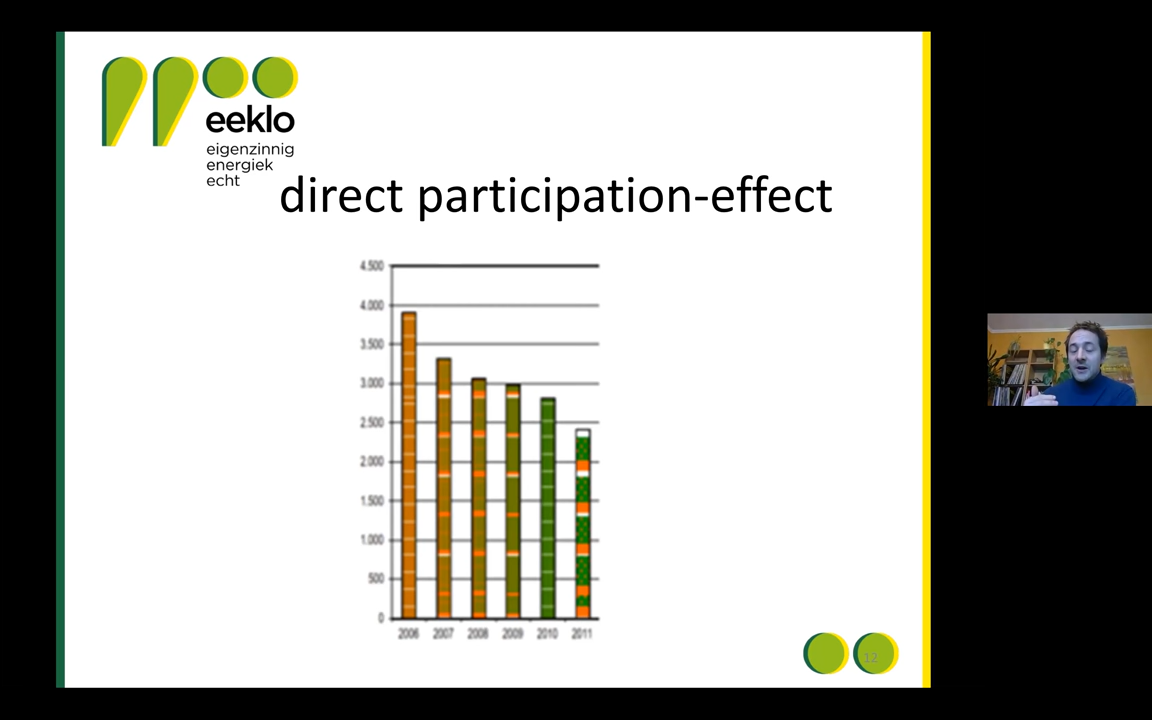 eeklo
eigenzinnig
energiek
echt
direct participation-effect
4.500
4.000
3.500
3.000
2.500
2.000
1.500
1.000
500
0
2006 2007 2008 2009 2010 2011
12